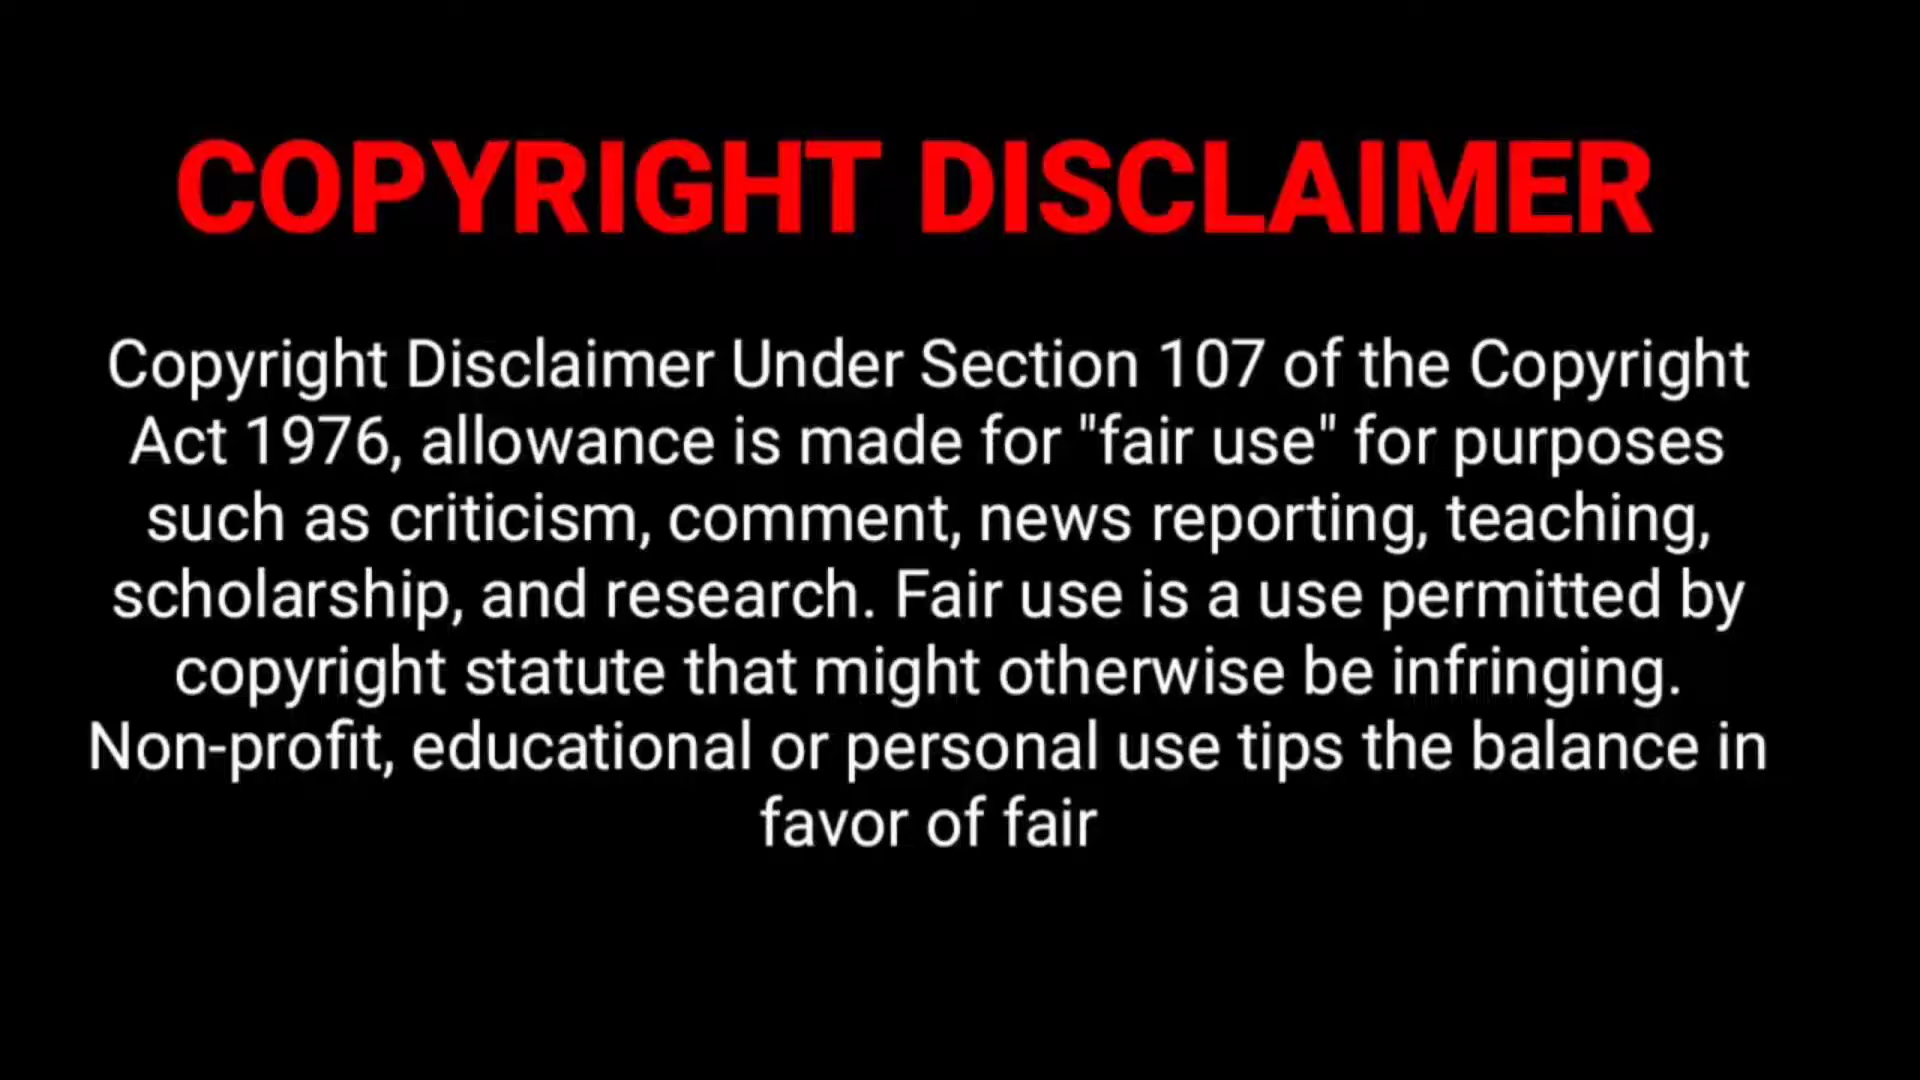 COPYRIGHT DISCLAIMER
Copyright Disclaimer Under Section 107 of the Copyright
Act 1976, allowance is made for "fair use" for purposes
such as criticism, comment, news reporting, teaching,
scholarship, and research. Fair use is a use permitted by
copyright statute that might otherwise be infringing.
Non-profit, educational or personal use tips the balance in
favor of fair